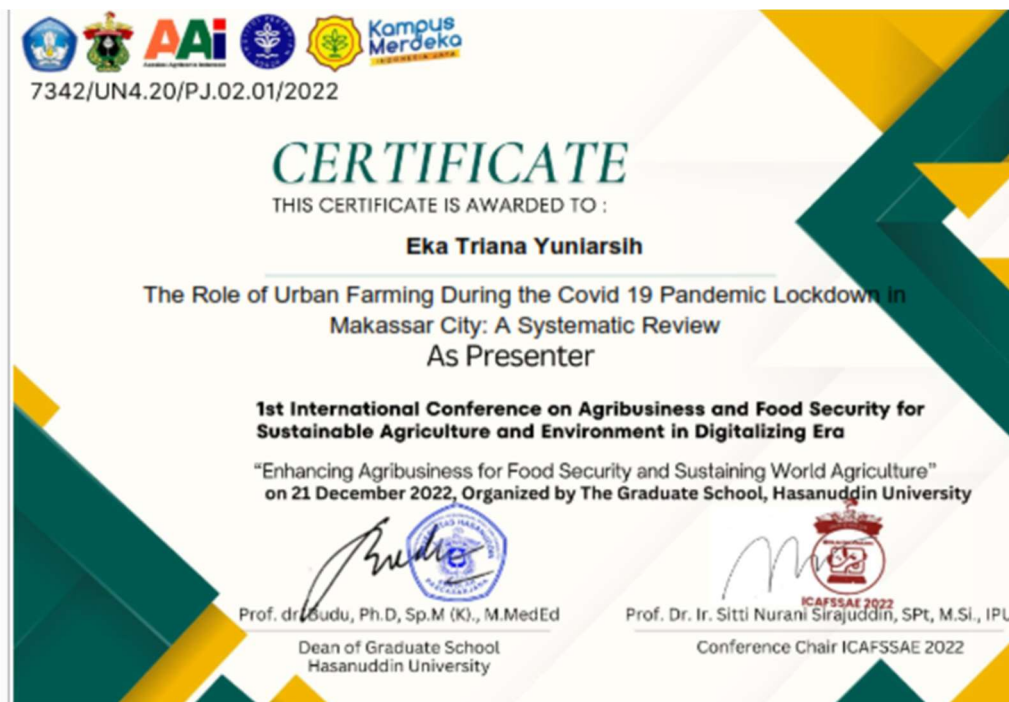 AAi
Kampus
Merdeka
INDONESIA JAYA
7342/UN4.20/PJ.02.01/2022
CERTIFICATE
THIS CERTIFICATE IS AWARDED TO :
Eka Triana Yuniarsih
The Role of Urban Farming During the Covid 19 Pandemic Lockdown in
Makassar City: A Systematic Review
As Presenter
1st International Conference on Agribusiness and Food Security for
Sustainable Agriculture and Environment in Digitalizing Era
“Enhancing Agribusiness for Food Security and Sustaining World Agriculture”
on 21 December 2022, Organized by The Graduate School, Hasanuddin University
ICAFSSAE 2022
Prof. dr. Budu, Ph.D, Sp.M (K)., M.MedEd
Prof. Dr. Ir. Sitti Nurani Sirajuddin, SPt, M.Si., IPU
Dean of Graduate School
Hasanuddin University
Conference Chair ICAFSSAE 2022